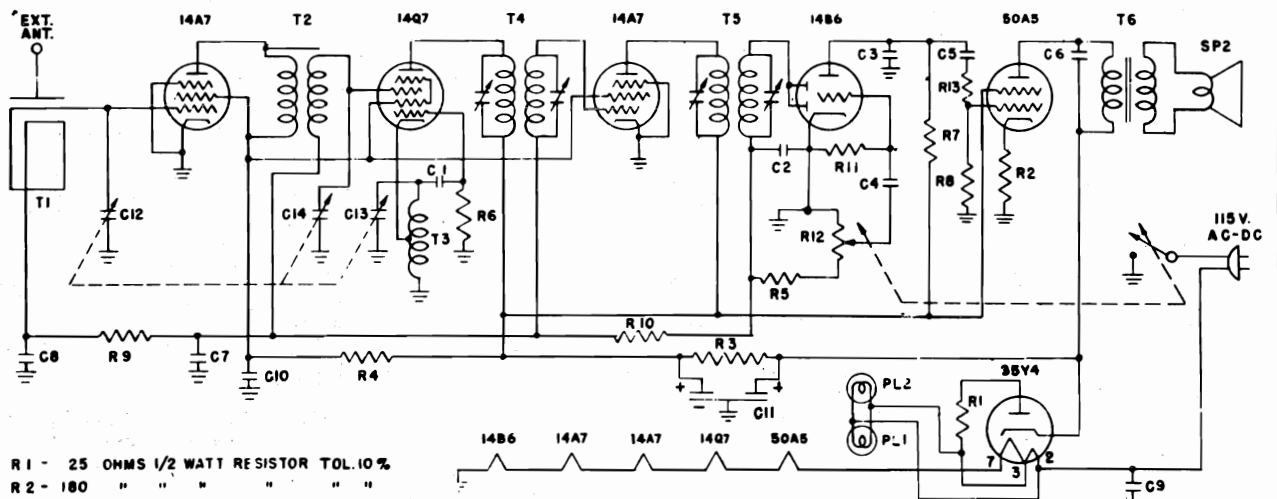 EXT.
ANT.
14A7
T2
14Q7
T4
14A7
T5
14B6
50A5
T6
SP2
C3
C5
C6
R13
R7
R8
R2
C2
R11
C4
T1
C12
C14
C13
C1
R6
T3
R12
R5
115 V.
AC-DC
R10
R3
C8
R9
C7
C10
R4
+
-
+
C11
PL2
PL1
R1
35Y4
7
3
2
C9
14B6
14A7
14A7
14Q7
50A5
R1 - 25 OHMS 1/2 WATT RESISTOR TOL. 10 %
R2 - 180 " " " " " "